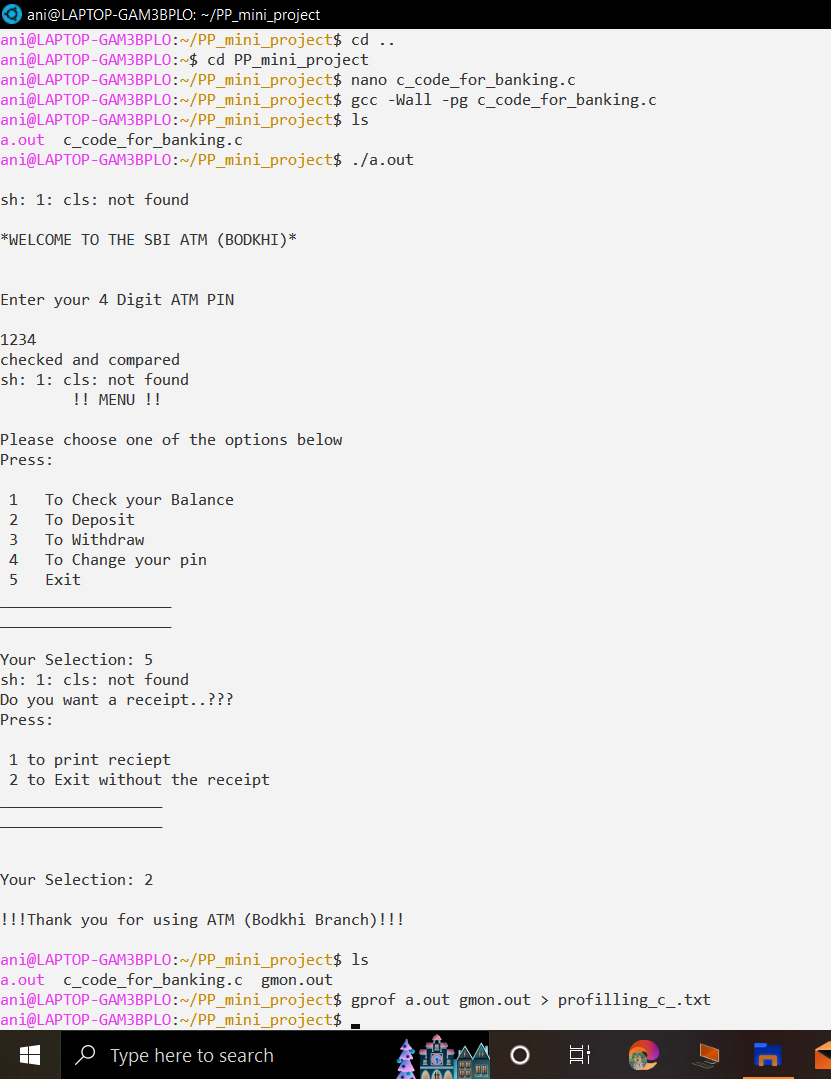 ani@LAPTOP-GAM3BPLO: ~/PP_mini_project
ani@LAPTOP-GAM3BPLO:~/PP_mini_project$ cd ..
ani@LAPTOP-GAM3BPLO:~$ cd PP_mini_project
ani@LAPTOP-GAM3BPLO:~/PP_mini_project$ nano c_code_for_banking.c
ani@LAPTOP-GAM3BPLO:~/PP_mini_project$ gcc -Wall -pg c_code_for_banking.c
ani@LAPTOP-GAM3BPLO:~/PP_mini_project$ ls
a.out  c_code_for_banking.c
ani@LAPTOP-GAM3BPLO:~/PP_mini_project$ ./a.out
sh: 1: cls: not found
*WELCOME TO THE SBI ATM (BODKHI)*
Enter your 4 Digit ATM PIN
1234
checked and compared
sh: 1: cls: not found
!! MENU !!
Please choose one of the options below
Press:
1   To Check your Balance
2   To Deposit
3   To Withdraw
4   To Change your pin
5   Exit
___________________
___________________
Your Selection: 5
sh: 1: cls: not found
Do you want a receipt..???
Press:
1 to print reciept
2 to Exit without the receipt
__________________
__________________
Your Selection: 2
!!!Thank you for using ATM (Bodkhi Branch)!!!
ani@LAPTOP-GAM3BPLO:~/PP_mini_project$ ls
a.out  c_code_for_banking.c  gmon.out
ani@LAPTOP-GAM3BPLO:~/PP_mini_project$ gprof a.out gmon.out > profilling_c_.txt
ani@LAPTOP-GAM3BPLO:~/PP_mini_project$
Type here to search